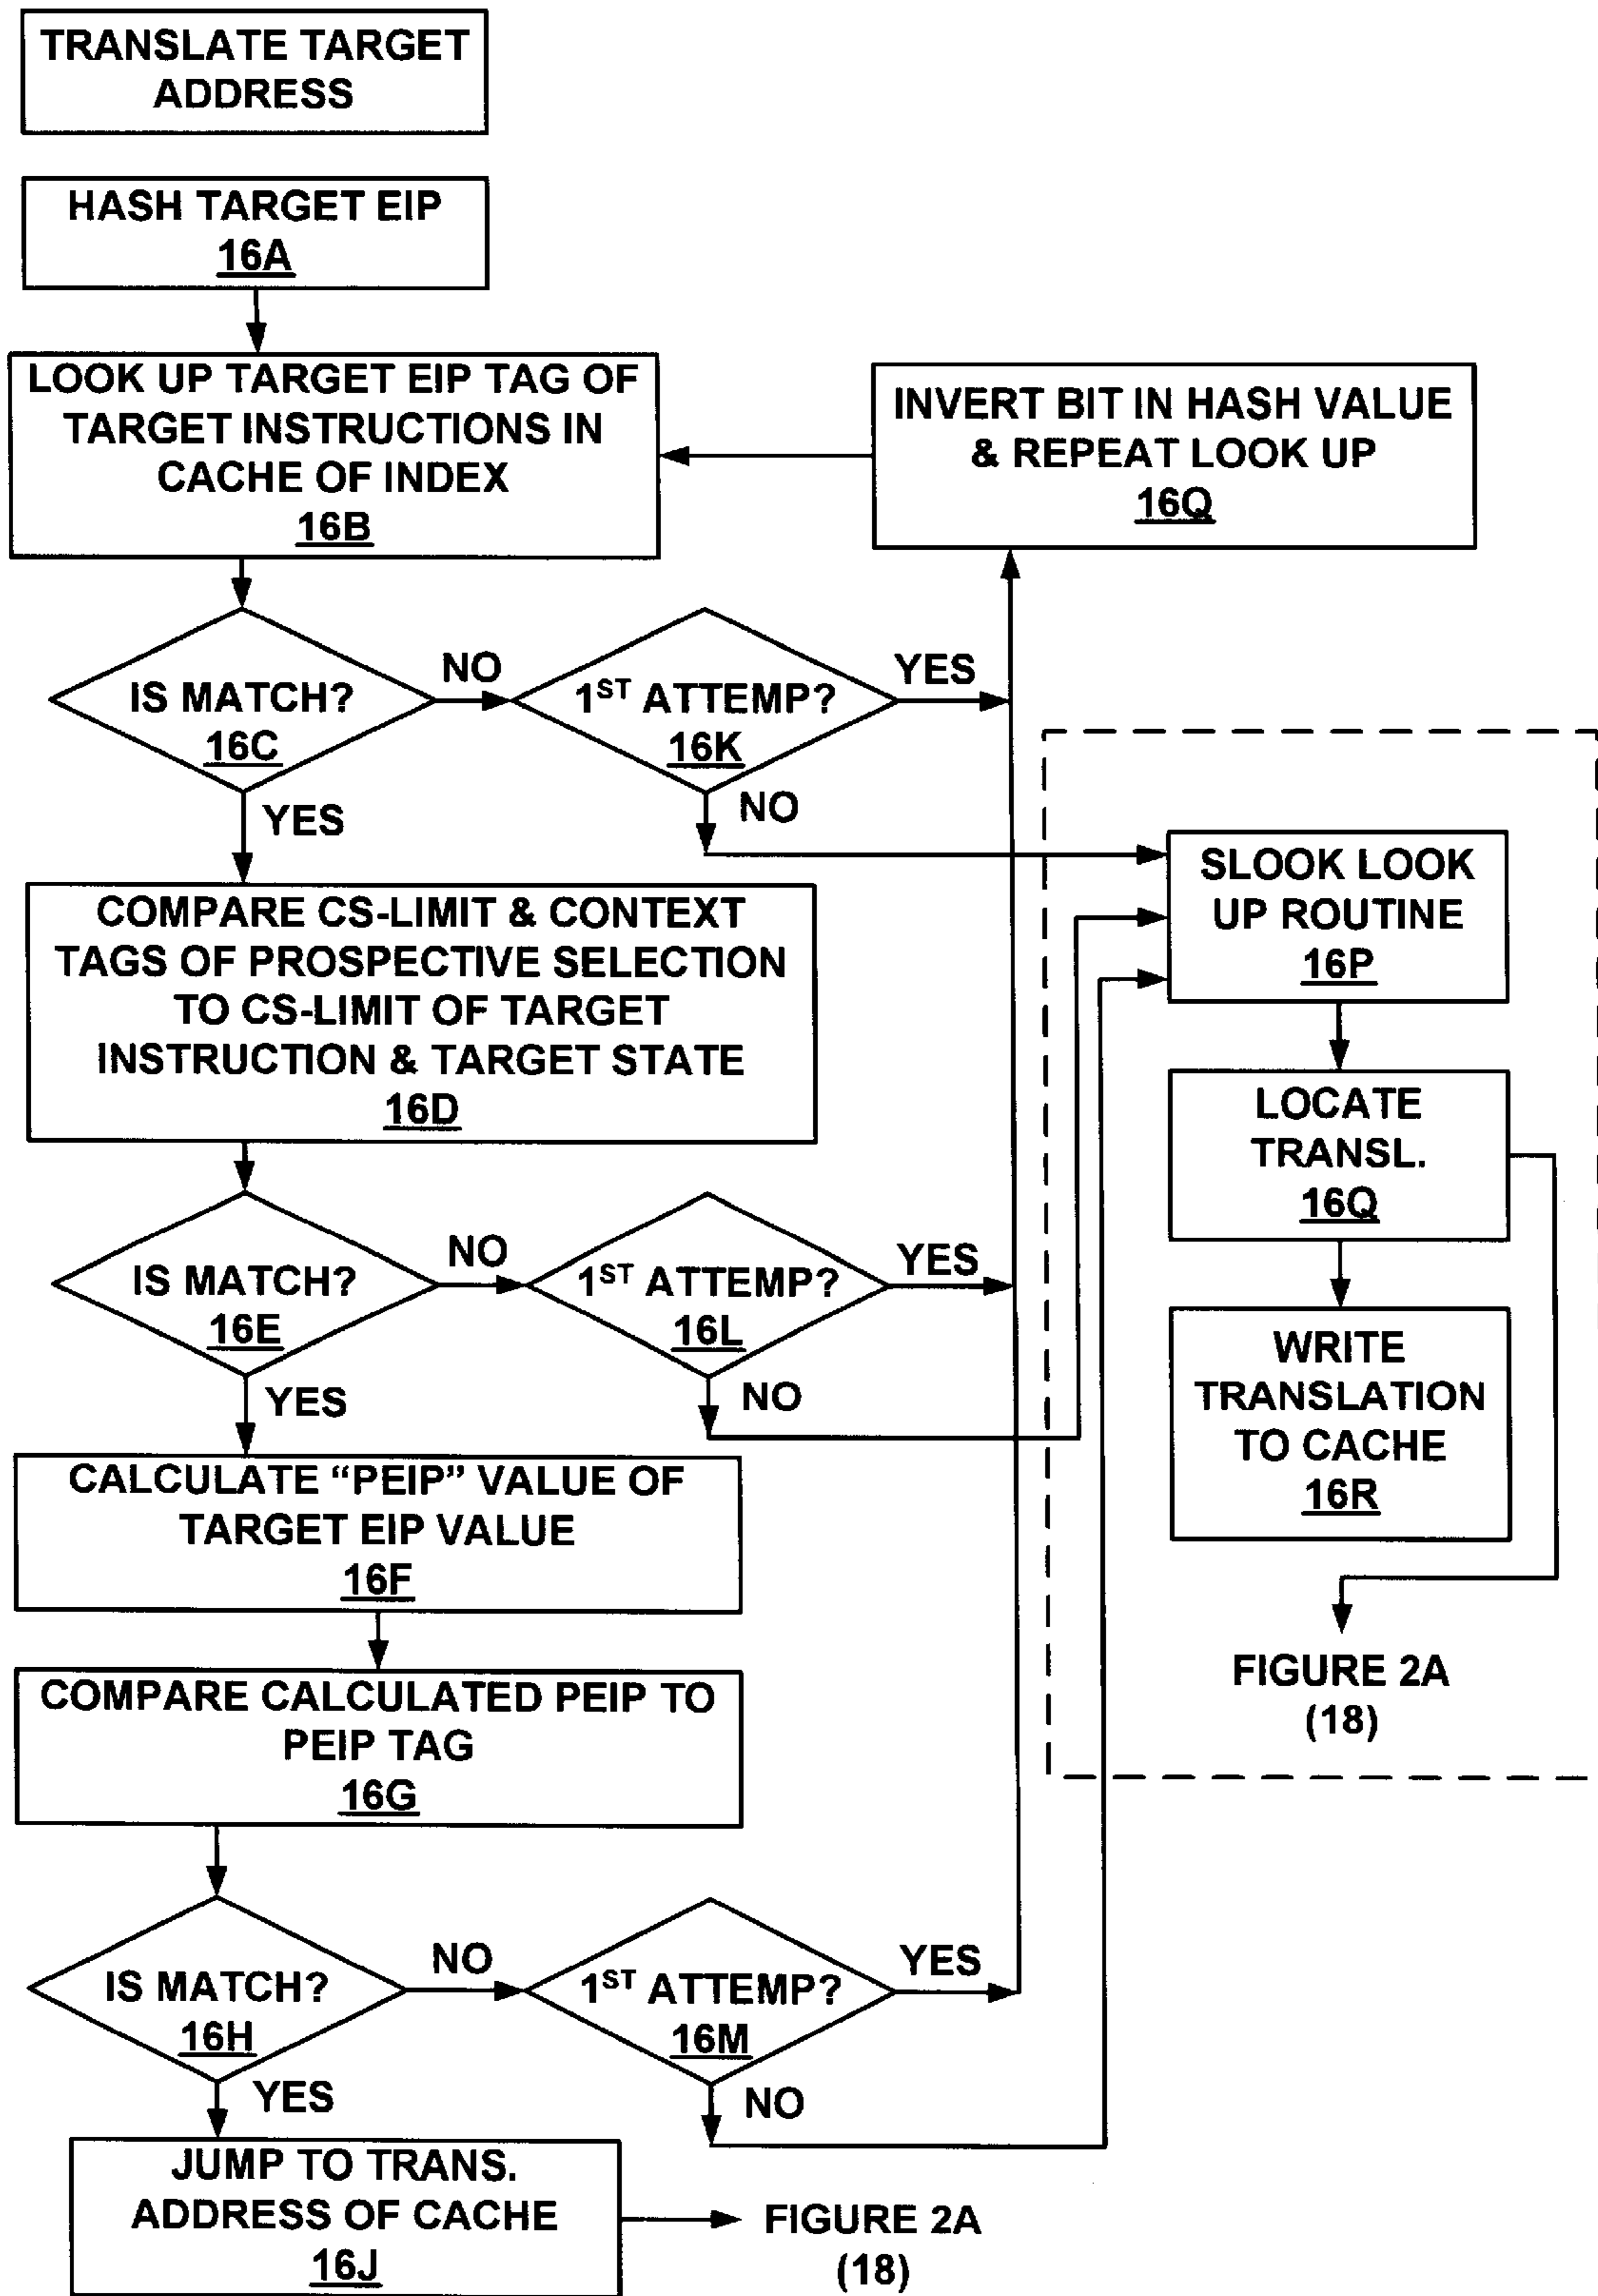 TRANSLATE TARGET
ADDRESS
HASH TARGET EIP
16A
LOOK UP TARGET EIP TAG OF
TARGET INSTRUCTIONS IN
CACHE OF INDEX
16B
INVERT BIT IN HASH VALUE
& REPEAT LOOK UP
16Q
IS MATCH?
16C
NO
1ST ATTEMP?
16K
YES
YES
NO
COMPARE CS-LIMIT & CONTEXT
TAGS OF PROSPECTIVE SELECTION
TO CS-LIMIT OF TARGET
INSTRUCTION & TARGET STATE
16D
SLOOK LOOK
UP ROUTINE
16P
LOCATE
TRANSL.
16Q
WRITE
TRANSLATION
TO CACHE
16R
FIGURE 2A
(18)
IS MATCH?
16E
NO
1ST ATTEMP?
16L
YES
YES
NO
CALCULATE “PEIP” VALUE OF
TARGET EIP VALUE
16F
COMPARE CALCULATED PEIP TO
PEIP TAG
16G
IS MATCH?
16H
NO
1ST ATTEMP?
16M
YES
YES
NO
JUMP TO TRANS.
ADDRESS OF CACHE
16J
FIGURE 2A
(18)